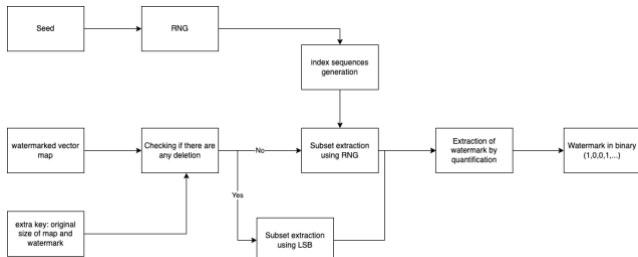 Seed
RNG
index sequences
generation
watermarked vector
map
Checking if there are
any deletion
No
Subset extraction
using RNG
Extraction of
watermark by
quantification
Watermark in binary
(1,0,0,1,...)
Yes
extra key: original
size of map and
watermark
Subset extraction
using LSB